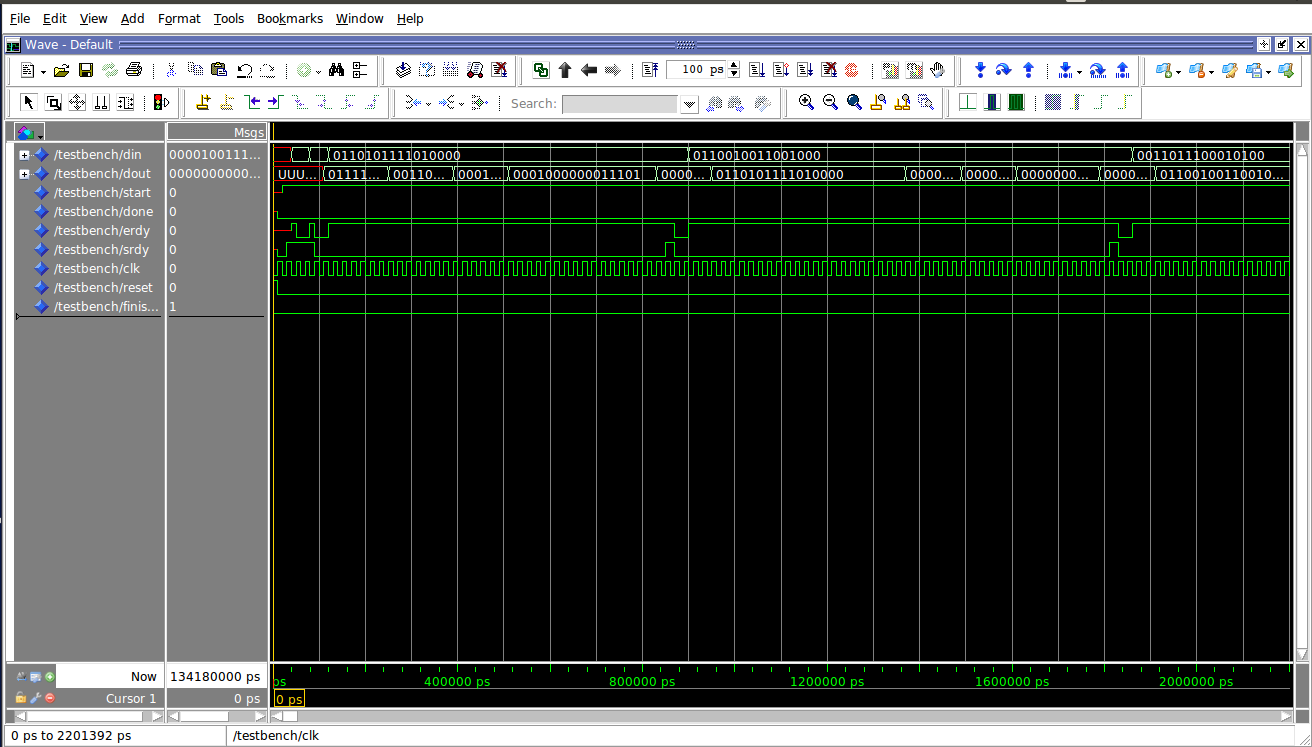 File Edit View Add Format Tools Bookmarks Window Help
Wave - Default
100 ps
Search:
Msgs
/testbench/din 0000100111... 0110101111010000 0110010011001000 0011011100010100
/testbench/dout 0000000000... UUU... 01111... 00110... 0001... 0001000000011101 0000... 0110101111010000 0000... 0000... 0000000... 0000... 01100100110010...
/testbench/start 0
/testbench/done 0
/testbench/erdy 0
/testbench/srdy 0
/testbench/clk 0
/testbench/reset 0
/testbench/finis... 1
Now 134180000 ps ps 400000 ps 800000 ps 1200000 ps 1600000 ps 2000000 ps
Cursor 1 0 ps 0 ps
0 ps to 2201392 ps /testbench/clk